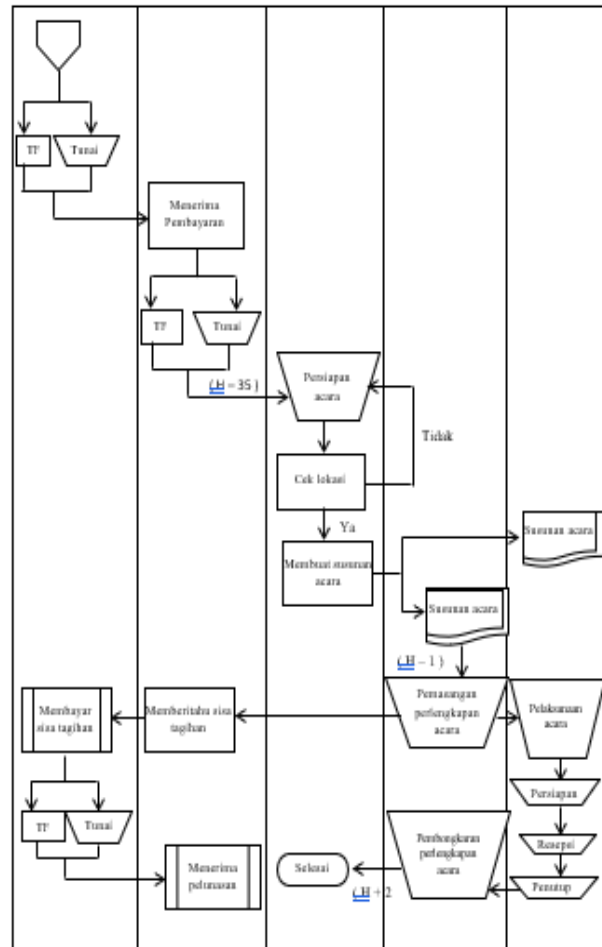 TF
Tunai
Menerima
Pembayaran
TF
Tunai
( H – 35 )
Persiapan
acara
Tidak
Cek lokasi
Ya
Susunan acara
Membuat susunan
acara
Susunan acara
( H – 1 )
Membayar
sisa tagihan
Memberitahu sisa
tagihan
Pemasangan
perlengkapan
acara
Pelaksanaan
acara
Persiapan
TF
Tunai
Resepsi
Pembongkaran
perlengkapan
acara
Menerima
pelunasan
Selesai
Penutup
( H + 2